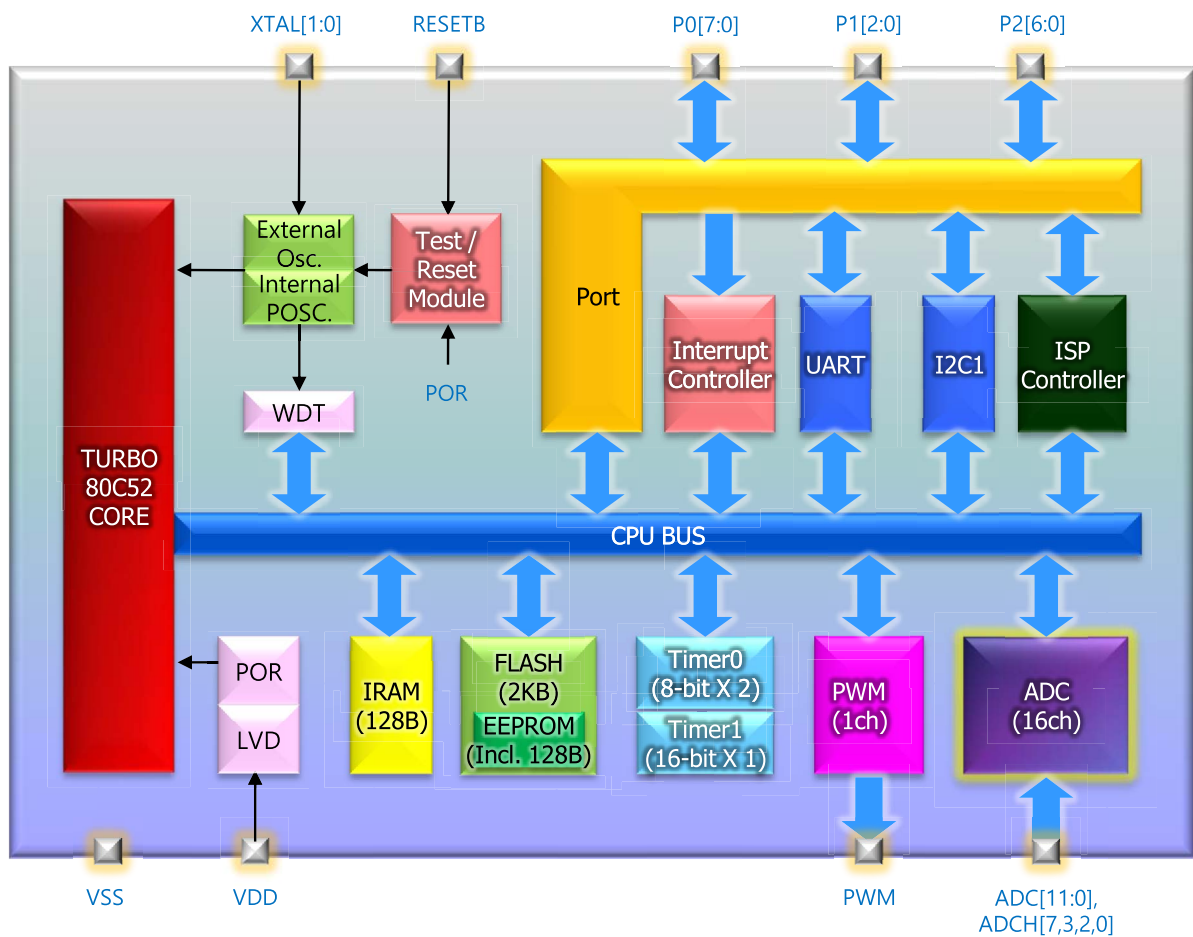 XTAL[1:0]
RESETB
P0[7:0]
P1[2:0]
P2[6:0]
External
Osc.
Internal
POSC.
Test /
Reset
Module
POR
WDT
Port
Interrupt
Controller
UART
I2C1
ISP
Controller
TURBO
80C52
CORE
CPU BUS
POR
LVD
IRAM
(128B)
FLASH
(2KB)
EEPROM
(Incl. 128B)
Timer0
(8-bit X 2)
Timer1
(16-bit X 1)
PWM
(1ch)
ADC
(16ch)
VSS
VDD
PWM
ADC[11:0],
ADCH[7,3,2,0]